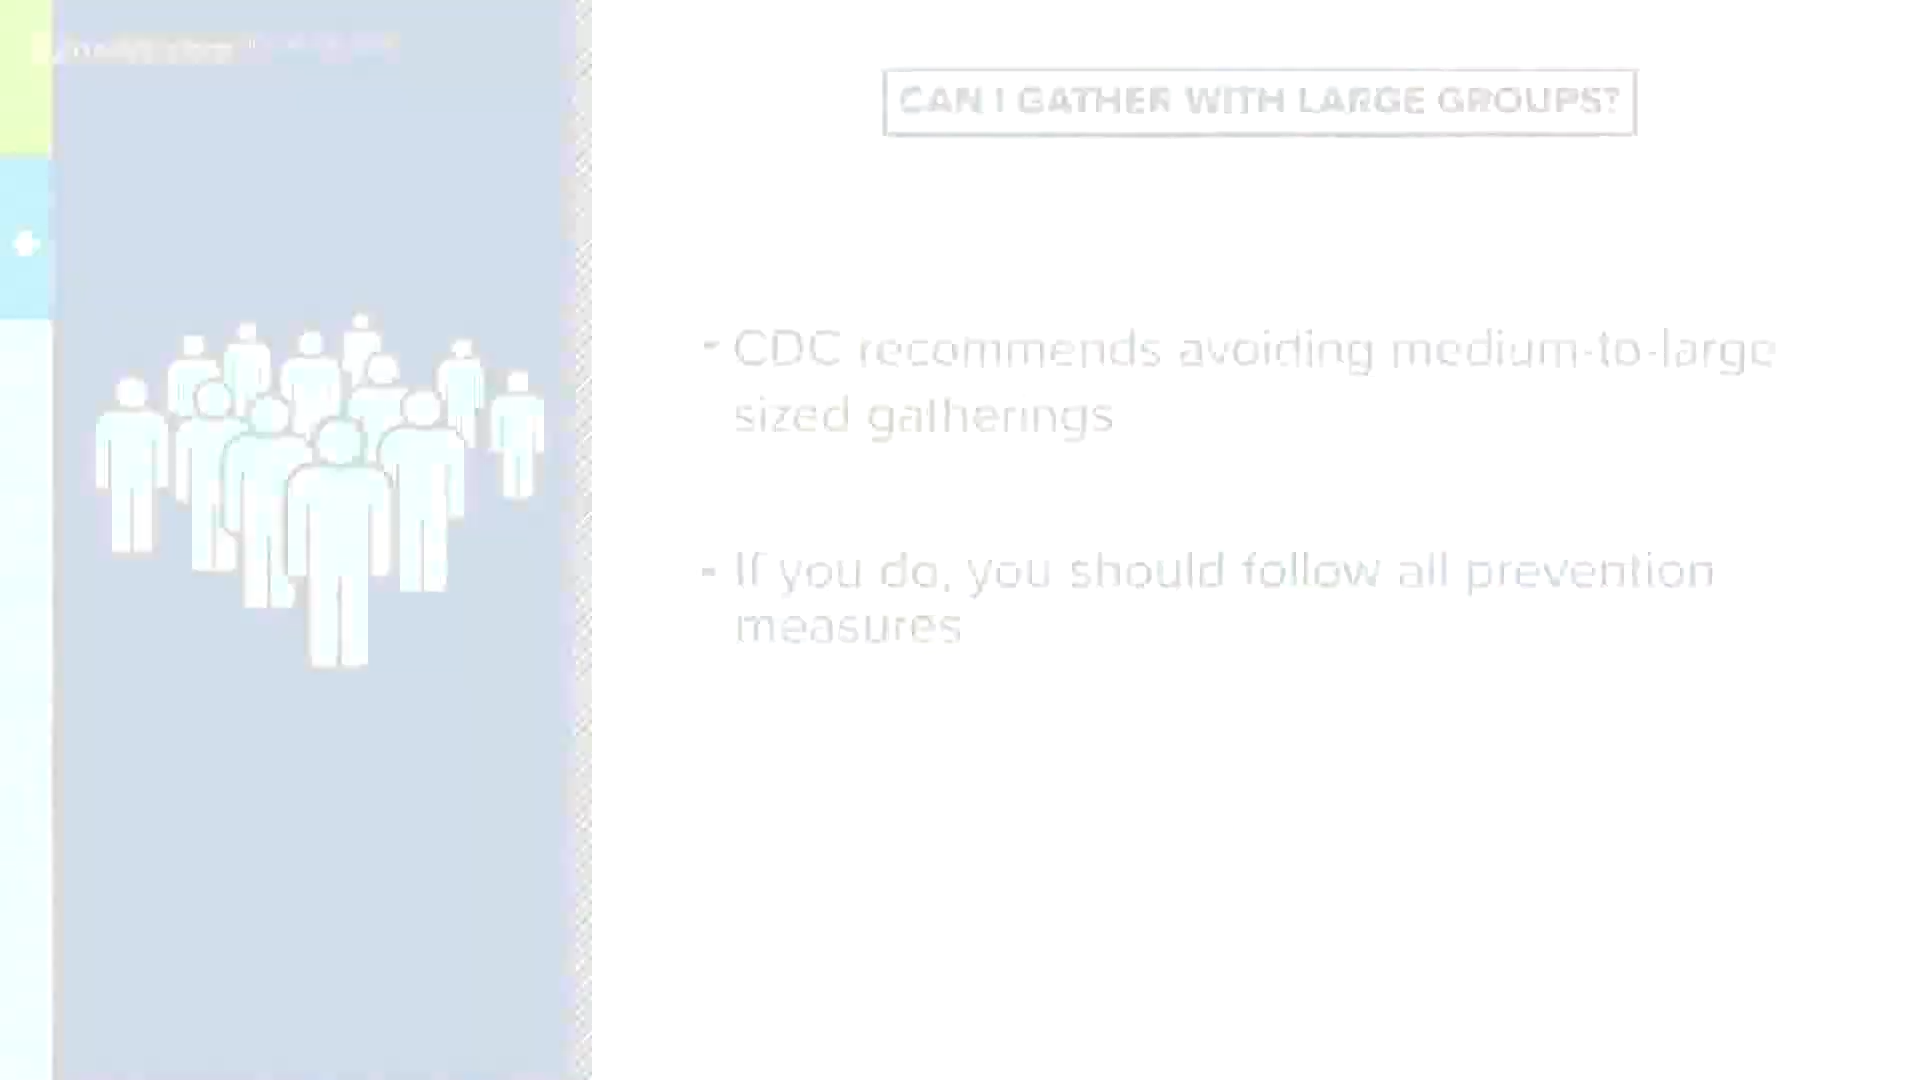 CAN I GATHER WITH LARGE GROUPS?
- CDC recommends avoiding medium-to-large
sized gatherings
- If you do, you should follow all prevention
measures